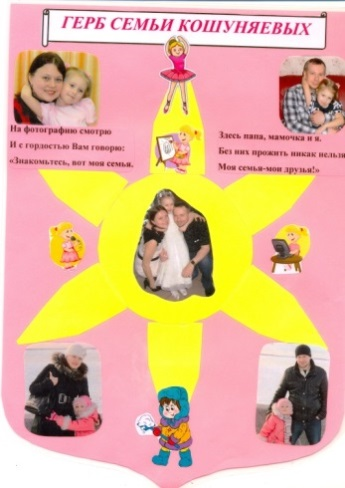 ГЕРБ СЕМЬИ КОШУНЯЕВЫХ
На фотографию смотрю
И с гордостью Вам говорю:
«Знакомьтесь, вот моя семья.
Здесь папа, мамочка и я.
Без них прожить никак нельзя
Моя семья-мои друзья!»